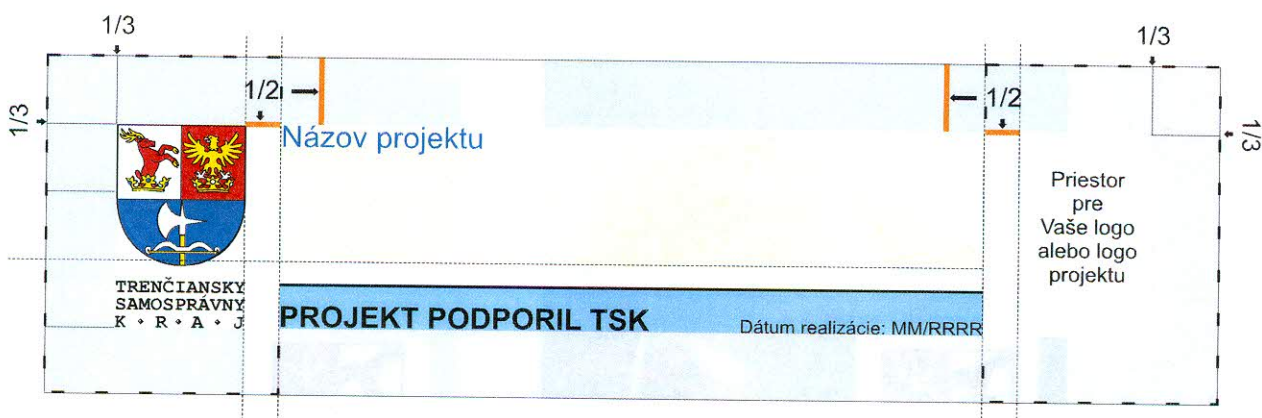 1/3
1/3
1/2
1/2
1/3
1/3
Názov projektu
Priestor
pre
Vaše logo
alebo logo
projektu
TRENČIANSKY
SAMOSPRÁVNY
K • R • A • J
PROJEKT PODPORIL TSK
Dátum realizácie: MM/RRRR